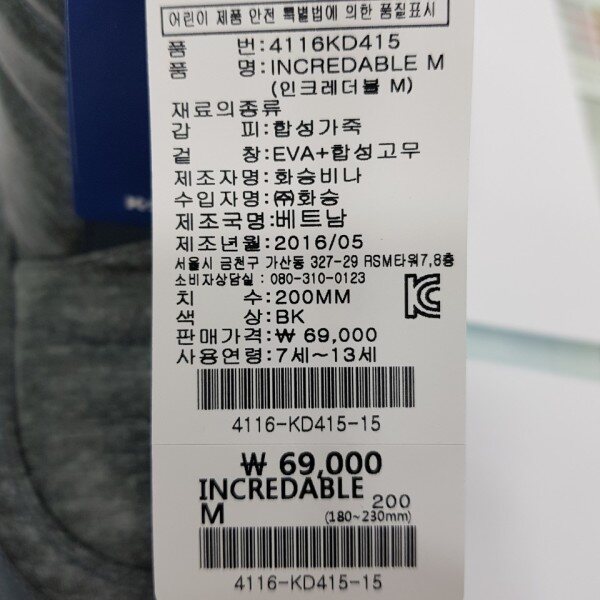 어린이 제품 안전 특별법에 의한 품질표시
품 번:4116KD415
품 명:INCREDABLE M
(인크레더블 M)
재료의종류
갑 피:합성가죽
겉 창:EVA+합성고무
제조자명:화승비나
수입자명:㈜화승
제조국명:베트남
제조년월:2016/05
서울시 금천구 가산동 327-29 RSM타워7,8층
소비자상담실 :080-310-0123
치 수:200MM
색 상:BK
판매가격:₩ 69,000
사용연령:7세~13세
4116-KD415-15
₩ 69,000
INCREDABLE
M 200
(180~230mm)
4116-KD415-15